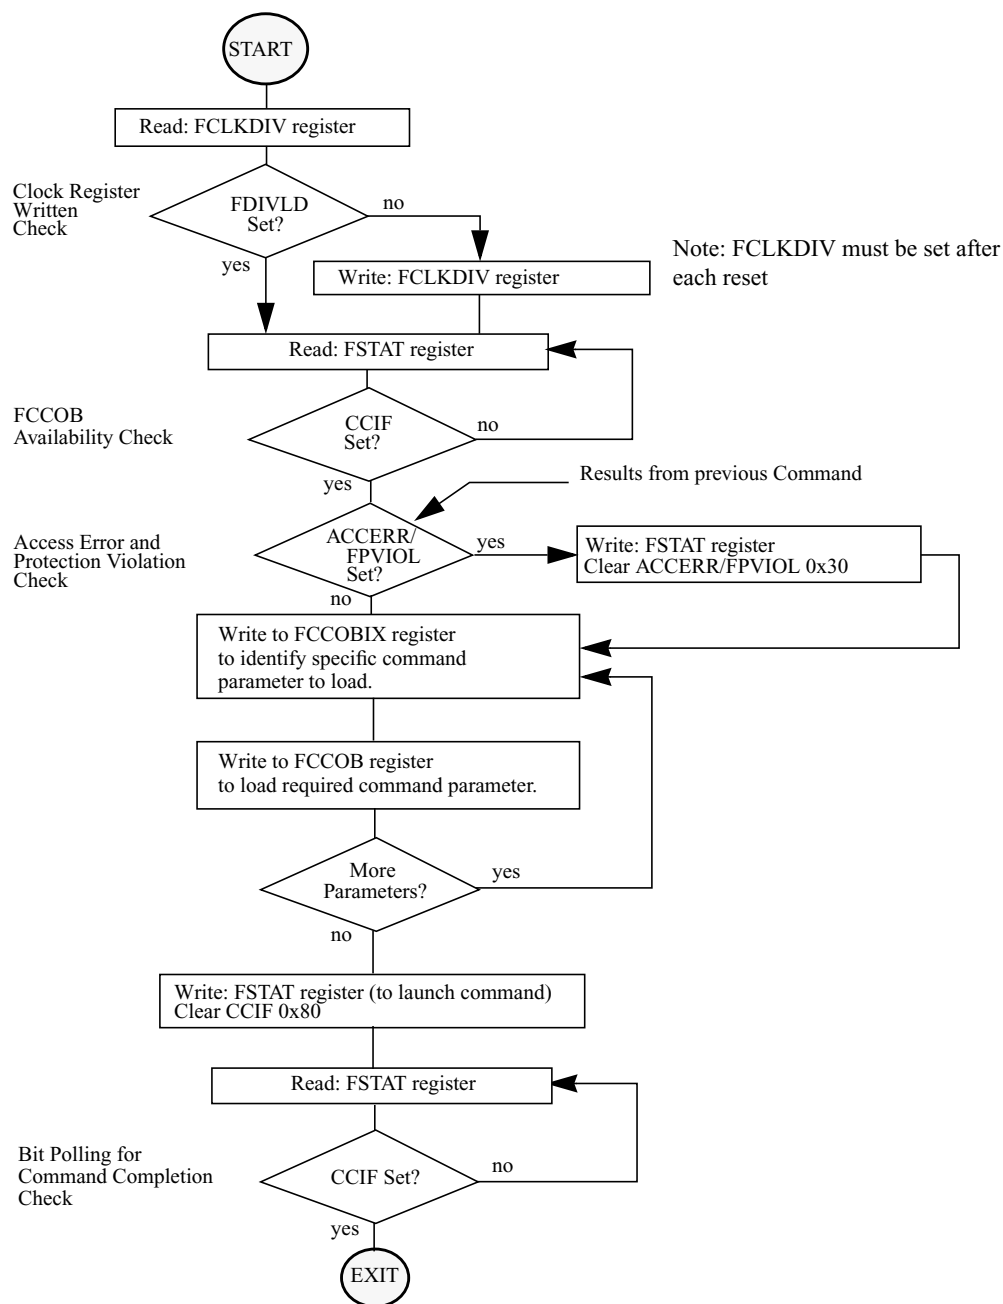 START
Read: FCLKDIV register
Clock Register
Written
Check
FDIVLD
Set?
no
yes
Note: FCLKDIV must be set after
each reset
Write: FCLKDIV register
Read: FSTAT register
FCCOB
Availability Check
CCIF
Set?
no
yes
Results from previous Command
Access Error and
Protection Violation
Check
ACCERR/
FPVIOL
Set?
yes
no
Write: FSTAT register
Clear ACCERR/FPVIOL 0x30
Write to FCCOBIX register
to identify specific command
parameter to load.
Write to FCCOB register
to load required command parameter.
More
Parameters?
yes
no
Write: FSTAT register (to launch command)
Clear CCIF 0x80
Read: FSTAT register
Bit Polling for
Command Completion
Check
CCIF Set?
no
yes
EXIT